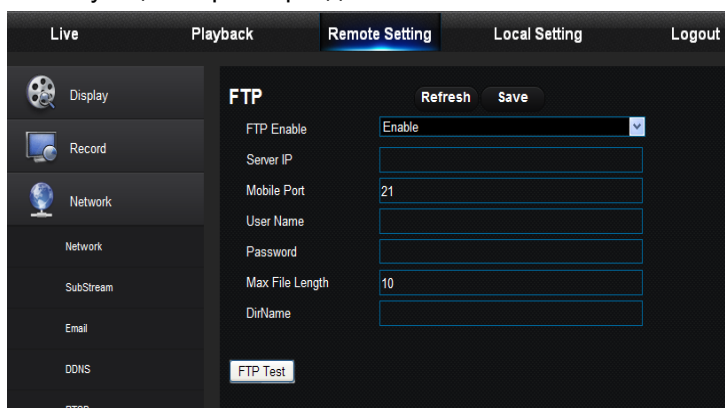 Live Playback Remote Setting Local Setting Logout
Display
Record
Network
Network
SubStream
Email
DDNS
FTP Refresh Save
FTP Enable Enable
Server IP
Mobile Port 21
User Name
Password
Max File Length 10
DirName
FTP Test